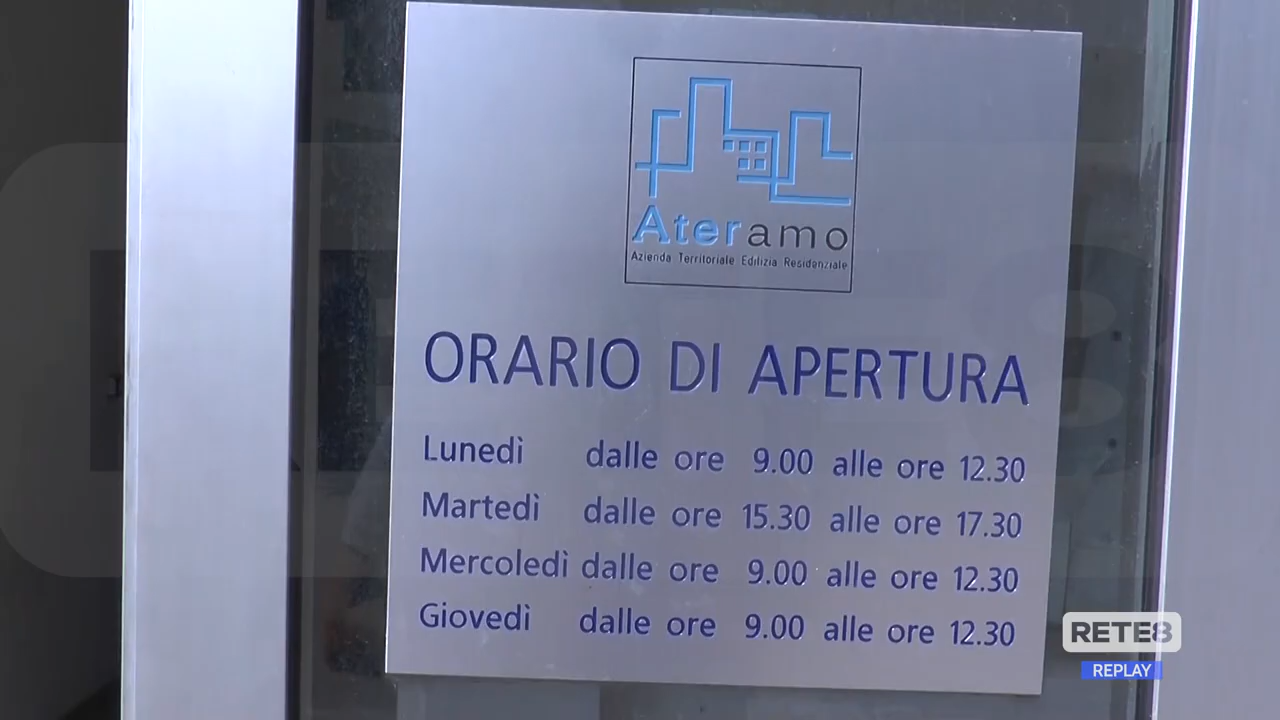 Ateramo
Azienda Territoriale Edilizia Residenziale
ORARIO DI APERTURA
Lunedì dalle ore 9.00 alle ore 12.30
Martedì dalle ore 15.30 alle ore 17.30
Mercoledì dalle ore 9.00 alle ore 12.30
Giovedì dalle ore 9.00 alle ore 12.30
RETE8
REPLAY